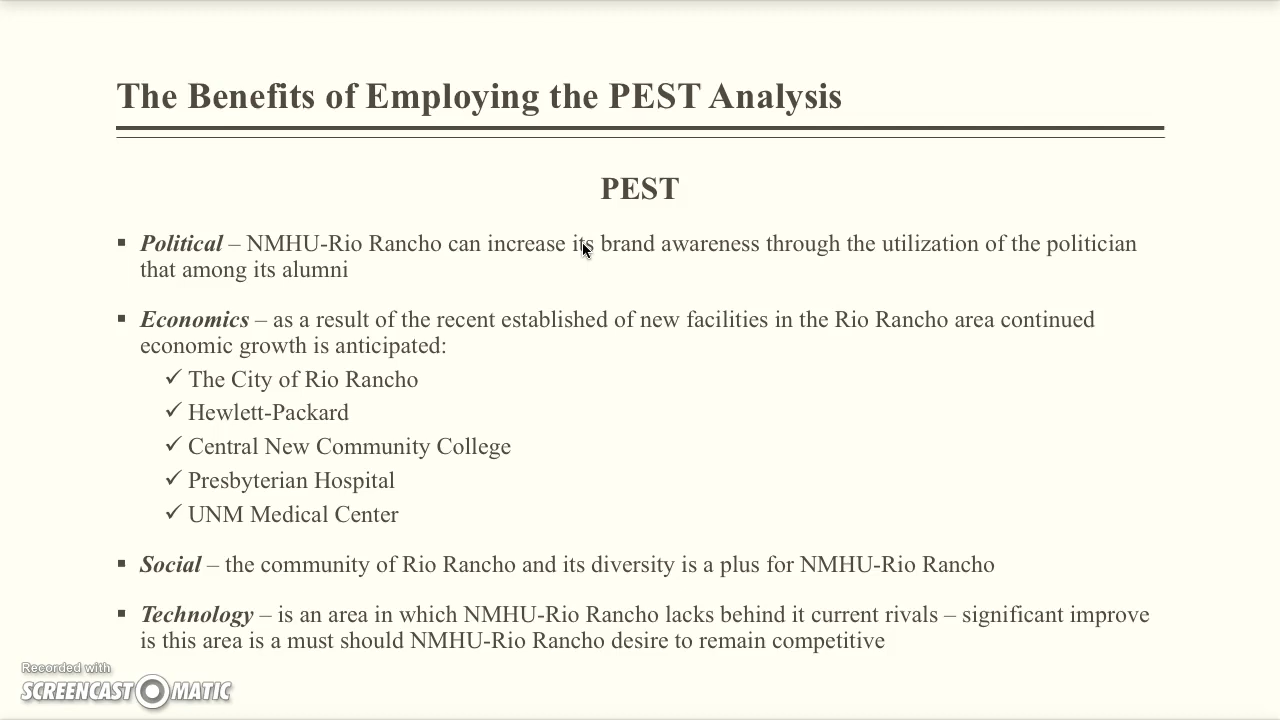 The Benefits of Employing the PEST Analysis
PEST
▪ Political – NMHU-Rio Rancho can increase its brand awareness through the utilization of the politician
that among its alumni
▪ Economics – as a result of the recent established of new facilities in the Rio Rancho area continued
economic growth is anticipated:
✓ The City of Rio Rancho
✓ Hewlett-Packard
✓ Central New Community College
✓ Presbyterian Hospital
✓ UNM Medical Center
▪ Social – the community of Rio Rancho and its diversity is a plus for NMHU-Rio Rancho
▪ Technology – is an area in which NMHU-Rio Rancho lacks behind it current rivals – significant improve
is this area is a must should NMHU-Rio Rancho desire to remain competitive
Recorded with
SCREENCAST-O-MATIC